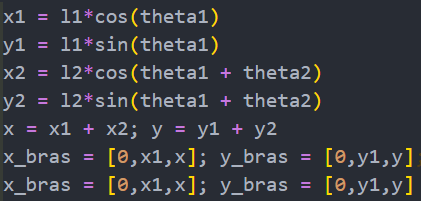 x1 = l1*cos(theta1)
y1 = l1*sin(theta1)
x2 = l2*cos(theta1 + theta2)
y2 = l2*sin(theta1 + theta2)
x = x1 + x2; y = y1 + y2
x_bras = [0,x1,x]; y_bras = [0,y1,y];
x_bras = [0,x1,x]; y_bras = [0,y1,y]